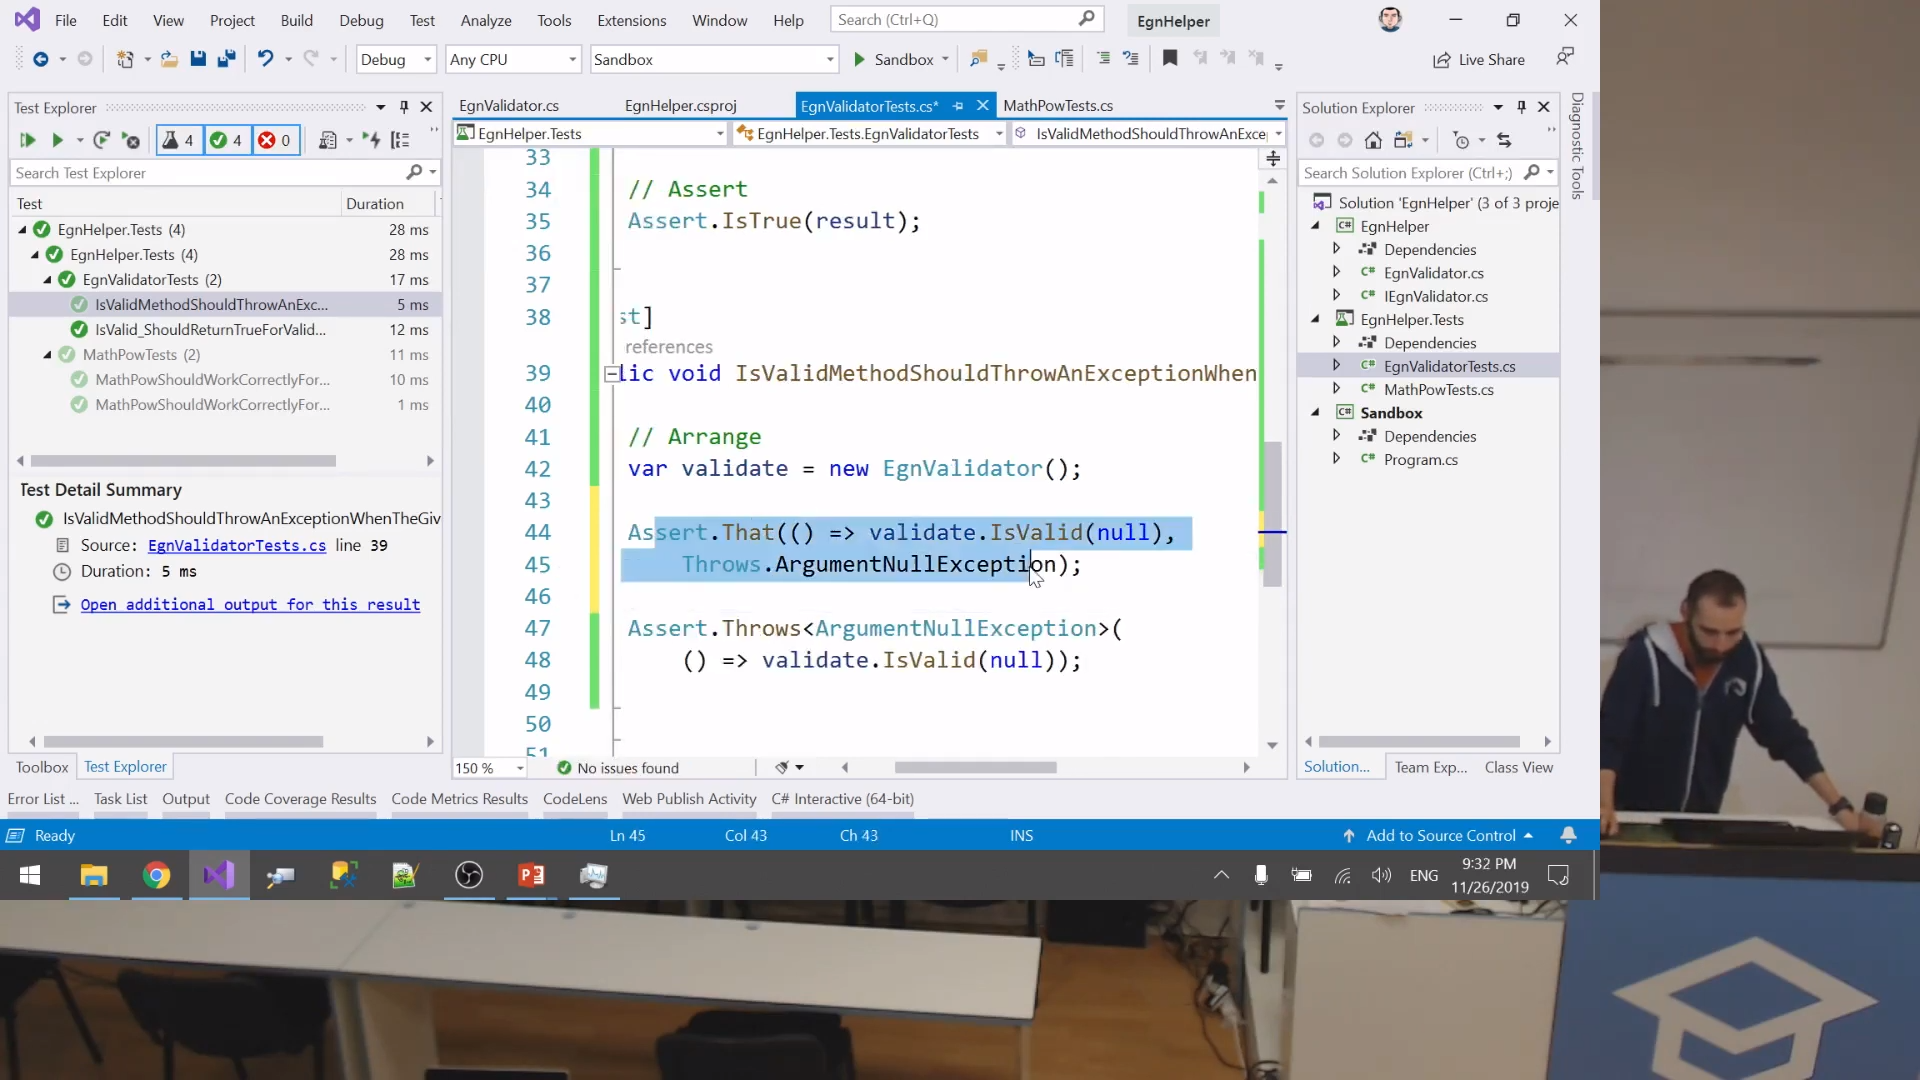 File Edit View Project Build Debug Test Analyze Tools Extensions Window Help Search (Ctrl+Q) EgnHelper
Debug Any CPU Sandbox Sandbox Live Share
Test Explorer
4 4 0
Search Test Explorer
Test Duration
EgnHelper.Tests (4) 28 ms
EgnHelper.Tests (4) 28 ms
EgnValidatorTests (2) 17 ms
IsValidMethodShouldThrowAnExc... 5 ms
IsValid_ShouldReturnTrueForValid... 12 ms
MathPowTests (2) 11 ms
MathPowShouldWorkCorrectlyFor... 10 ms
MathPowShouldWorkCorrectlyFor... 1 ms
Test Detail Summary
IsValidMethodShouldThrowAnExceptionWhenTheGiv
Source: EgnValidatorTests.cs line 39
Duration: 5 ms
Open additional output for this result
Toolbox Test Explorer
EgnValidator.cs EgnHelper.csproj EgnValidatorTests.cs* MathPowTests.cs
EgnHelper.Tests EgnHelper.Tests.EgnValidatorTests IsValidMethodShouldThrowAnExce
33
34 // Assert
35 Assert.IsTrue(result);
36
37
38 st]
references
39 lic void IsValidMethodShouldThrowAnExceptionWhen
40
41 // Arrange
42 var validate = new EgnValidator();
43
44 Assert.That(() => validate.IsValid(null),
45 Throws.ArgumentNullException);
46
47 Assert.Throws<ArgumentNullException>(
48 () => validate.IsValid(null));
49
50
51
150 % No issues found
Solution Explorer
Search Solution Explorer (Ctrl+;)
Solution 'EgnHelper' (3 of 3 proje
C# EgnHelper
Dependencies
C# EgnValidator.cs
C# IEgnValidator.cs
EgnHelper.Tests
Dependencies
C# EgnValidatorTests.cs
C# MathPowTests.cs
C# Sandbox
Dependencies
C# Program.cs
Solution... Team Exp... Class View
Diagnostic Tools
Error List ... Task List Output Code Coverage Results Code Metrics Results CodeLens Web Publish Activity C# Interactive (64-bit)
Ready Ln 45 Col 43 Ch 43 INS Add to Source Control
ENG 9:32 PM
11/26/2019